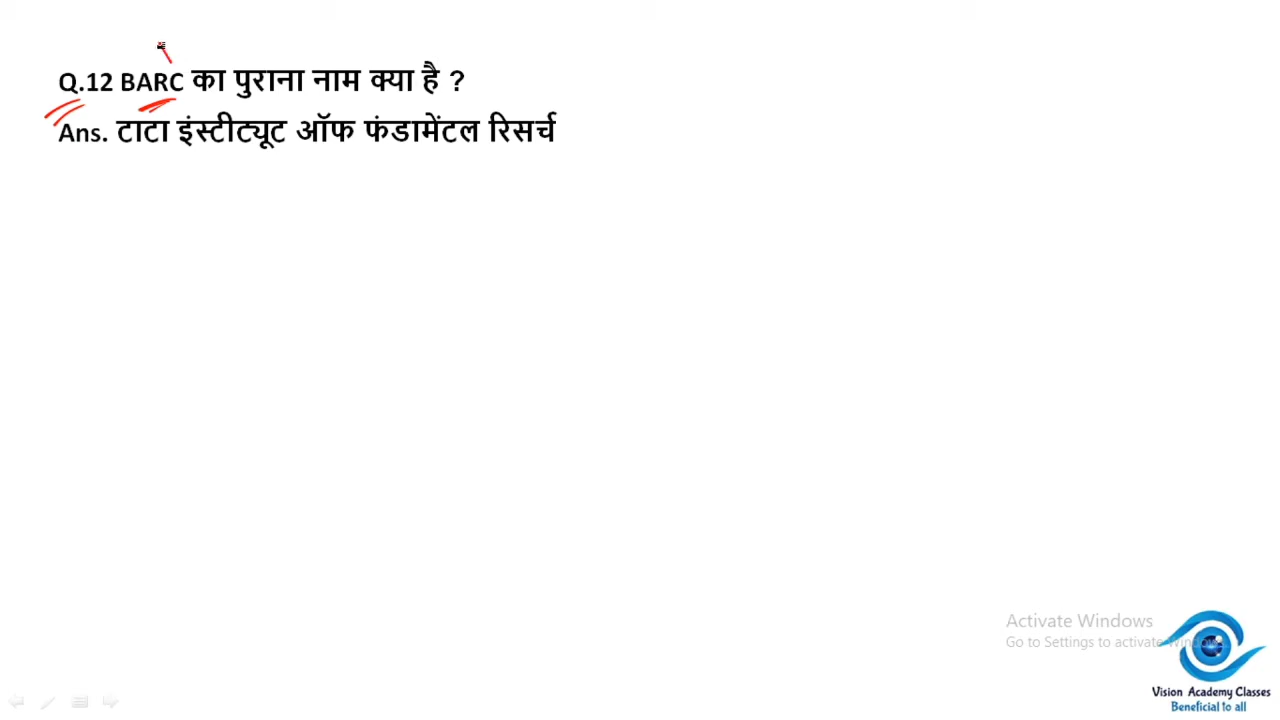 Q.12 BARC का पुराना नाम क्या है ?
Ans. टाटा इंस्टीट्यूट ऑफ फंडामेंटल रिसर्च
Activate Windows
Go to Settings to activate Windows.
Vision Academy Classes
Beneficial to all